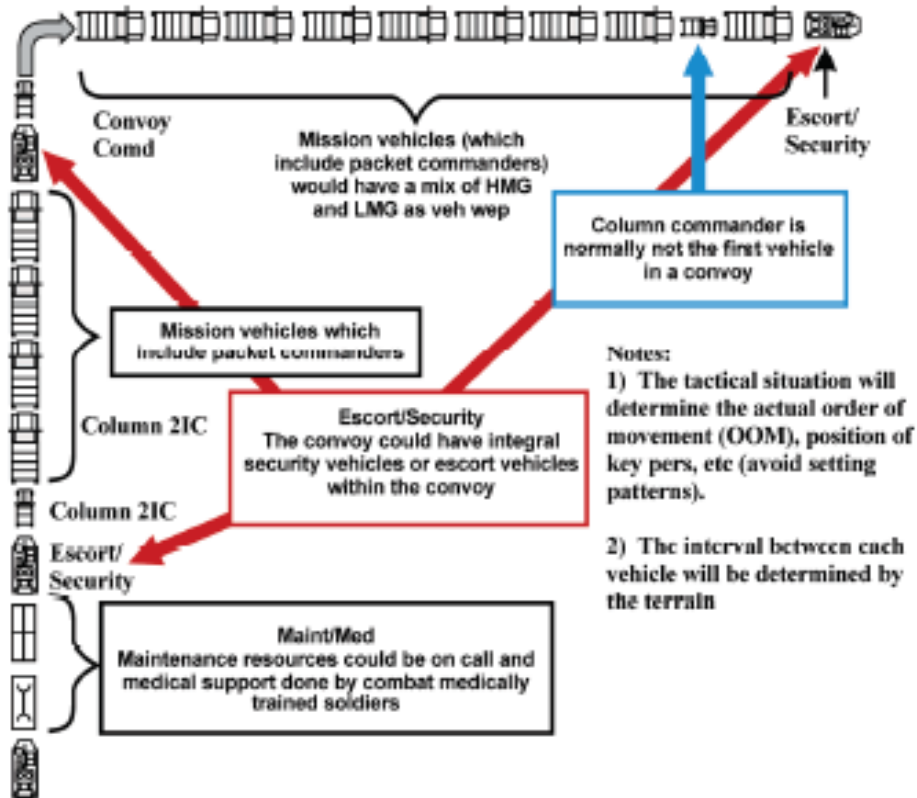 Convoy
Comd
Mission vehicles (which
include packet commanders)
would have a mix of HMG
and LMG as veh wep
Escort/
Security
Column commander is
normally not the first vehicle
in a convoy
Mission vehicles which
include packet commanders
Column 2IC
Escort/Security
The convoy could have integral
security vehicles or escort vehicles
within the convoy
Notes:
1) The tactical situation will
determine the actual order of
movement (OOM), position of
key pers, etc (avoid setting
patterns).
2) The interval between each
vehicle will be determined by
the terrain
Column 2IC
Escort/
Security
Maint/Med
Maintenance resources could be on call and
medical support done by combat medically
trained soldiers